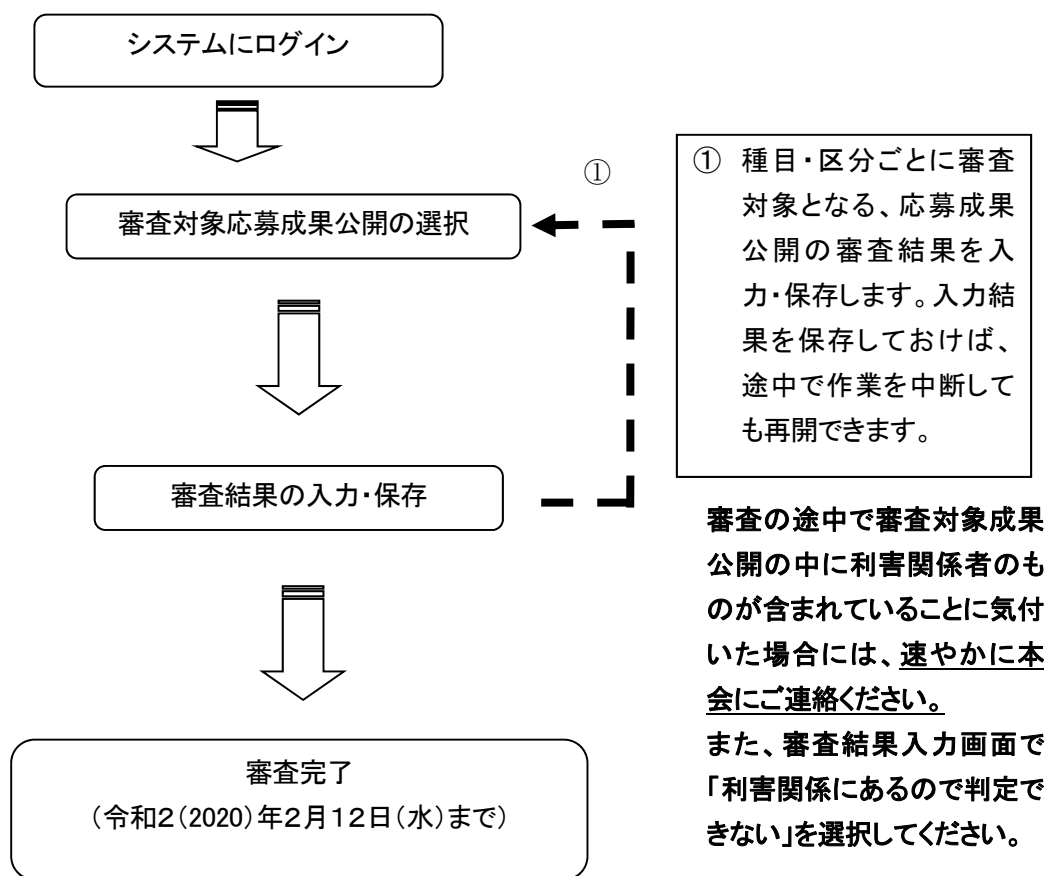 システムにログイン
①
審査対象応募成果公開の選択
審査結果の入力・保存
審査完了
(令和2(2020)年2月12日(水)まで)
① 種目・区分ごとに審査
対象となる、応募成果
公開の審査結果を入
力・保存します。入力結
果を保存しておけば、
途中で作業を中断して
も再開できます。
審査の途中で審査対象成果
公開の中に利害関係者のも
のが含まれていることに気付
いた場合には、速やかに本
会にご連絡ください。
また、審査結果入力画面で
「利害関係にあるので判定で
きない」を選択してください。